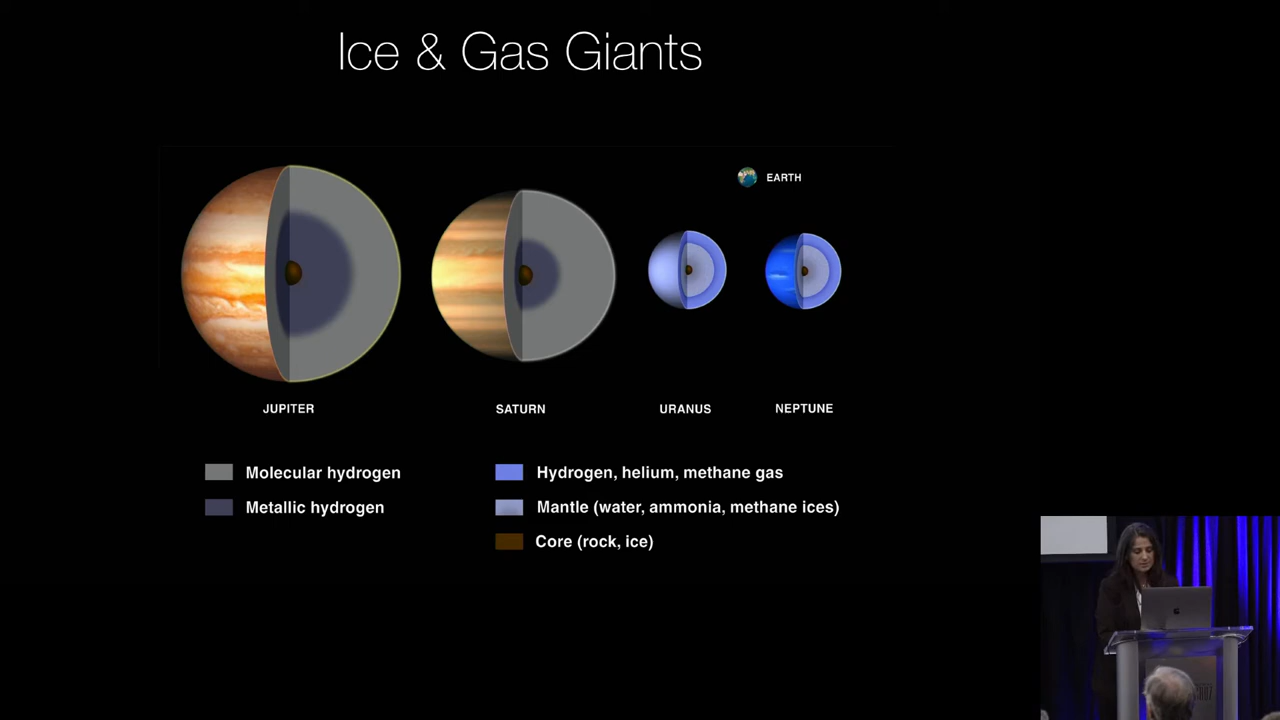 Ice & Gas Giants
EARTH
JUPITER
SATURN
URANUS
NEPTUNE
Molecular hydrogen
Hydrogen, helium, methane gas
Metallic hydrogen
Mantle (water, ammonia, methane ices)
Core (rock, ice)